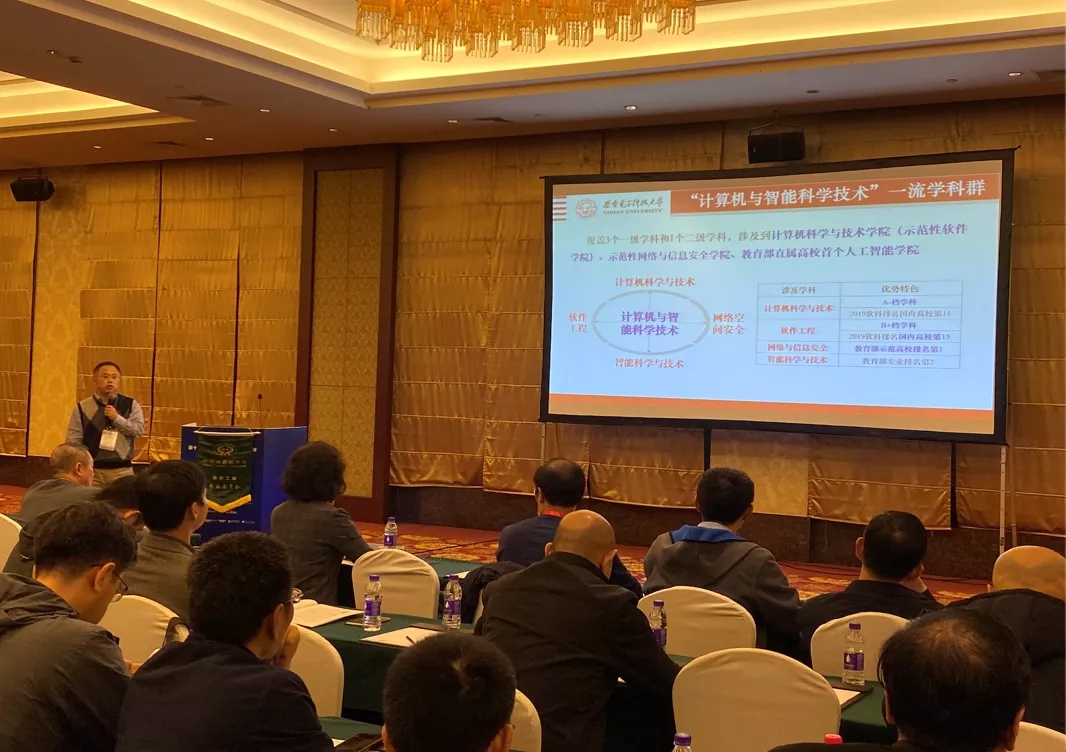 西安电子科技大学
XIDIAN UNIVERSITY
“计算机与智能科学技术”一流学科群
覆盖3个一级学科和1个二级学科，涉及到计算机科学与技术学院（示范性软件
学院）、示范性网络与信息安全学院、教育部直属高校首个人工智能学院
计算机科学与技术
软件
工程
计算机与智
能科学技术
网络空
间安全
智能科学与技术
涉及学科
优势特色
计算机科学与技术
A-档学科
2019软科排名国内高校第11
软件工程
B+档学科
2019软科排名国内高校第15
网络与信息安全
教育部示范高校排名第1
智能科学与技术
教育部专业排名第2